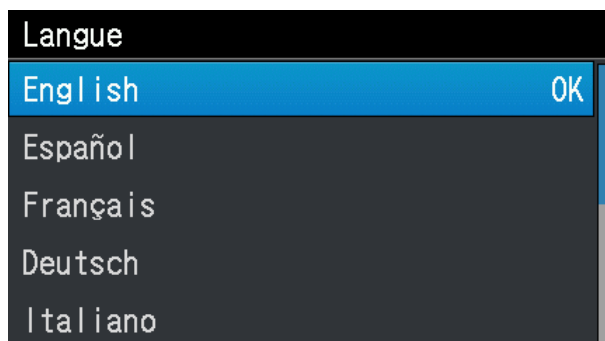 Langue
English OK
Español
Français
Deutsch
Italiano